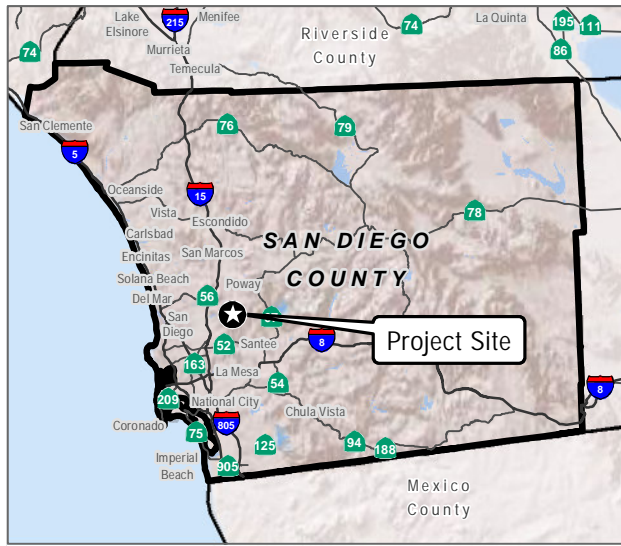 Lake
Elsinore
215
Menifee
Riverside
County
74
La Quinta
195
111
86
74
Murrieta
Temecula
San Clemente
5
76
79
Oceanside
15
Vista
Escondido
78
Carlsbad
San Marcos
SAN DIEGO
COUNTY
Encinitas
Solana Beach
Poway
Del Mar
56
San
Diego
Project Site
52
Santee
8
163
La Mesa
54
8
209
National City
Coronado
Chula Vista
75
805
125
94
188
Imperial
Beach
905
Mexico
County